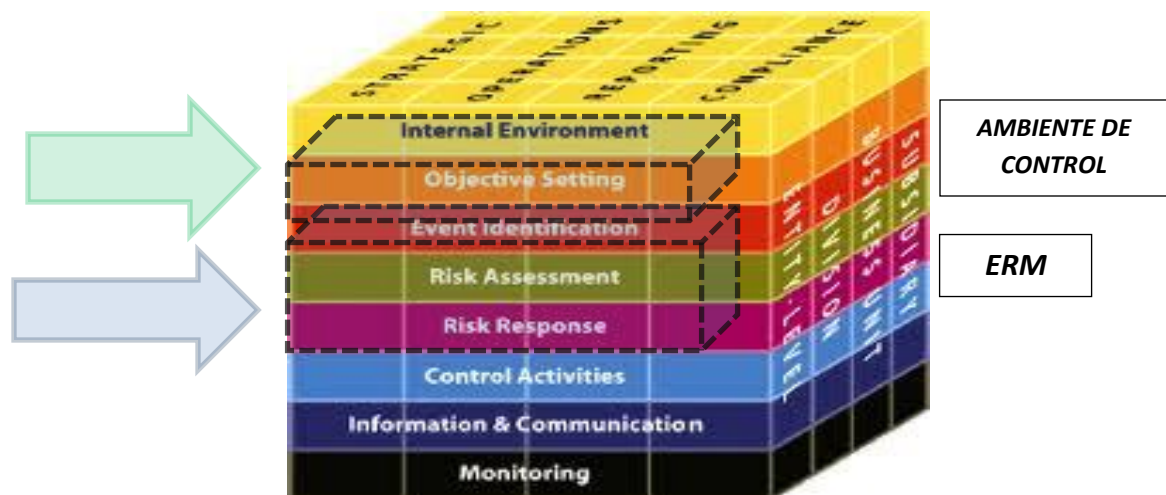 STRATEGIC
OPERATIONS
REPORTING
COMPLIANCE
Internal Environment
Objective Setting
Event Identification
Risk Assessment
Risk Response
Control Activities
Information & Communication
Monitoring
ENTITY-LEVEL
DIVISION
BUSINESS UNIT
SUBSIDIARY
AMBIENTE DE
CONTROL
ERM